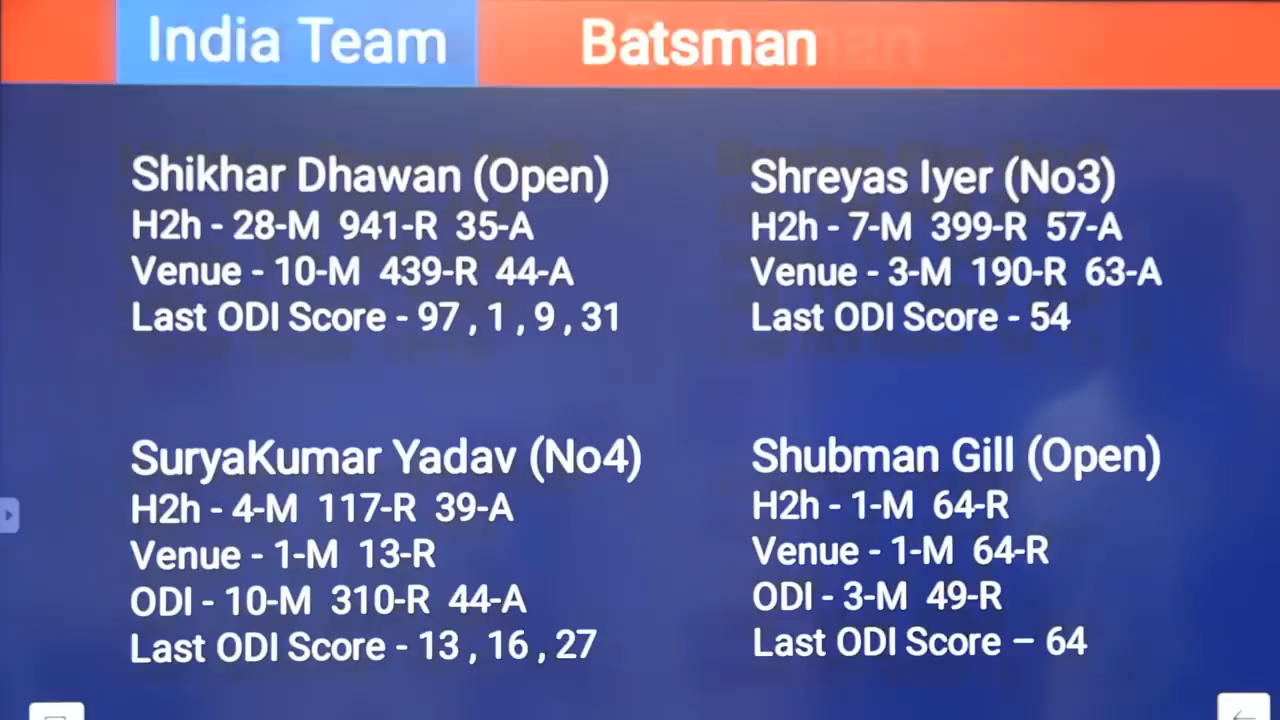 India Team
Batsman
Shikhar Dhawan (Open)
H2h - 28-M 941-R 35-A
Venue - 10-M 439-R 44-A
Last ODI Score - 97 , 1 , 9 , 31
Shreyas Iyer (No3)
H2h - 7-M 399-R 57-A
Venue - 3-M 190-R 63-A
Last ODI Score - 54
SuryaKumar Yadav (No4)
H2h - 4-M 117-R 39-A
Venue - 1-M 13-R
ODI - 10-M 310-R 44-A
Last ODI Score - 13 , 16 , 27
Shubman Gill (Open)
H2h - 1-M 64-R
Venue - 1-M 64-R
ODI - 3-M 49-R
Last ODI Score – 64